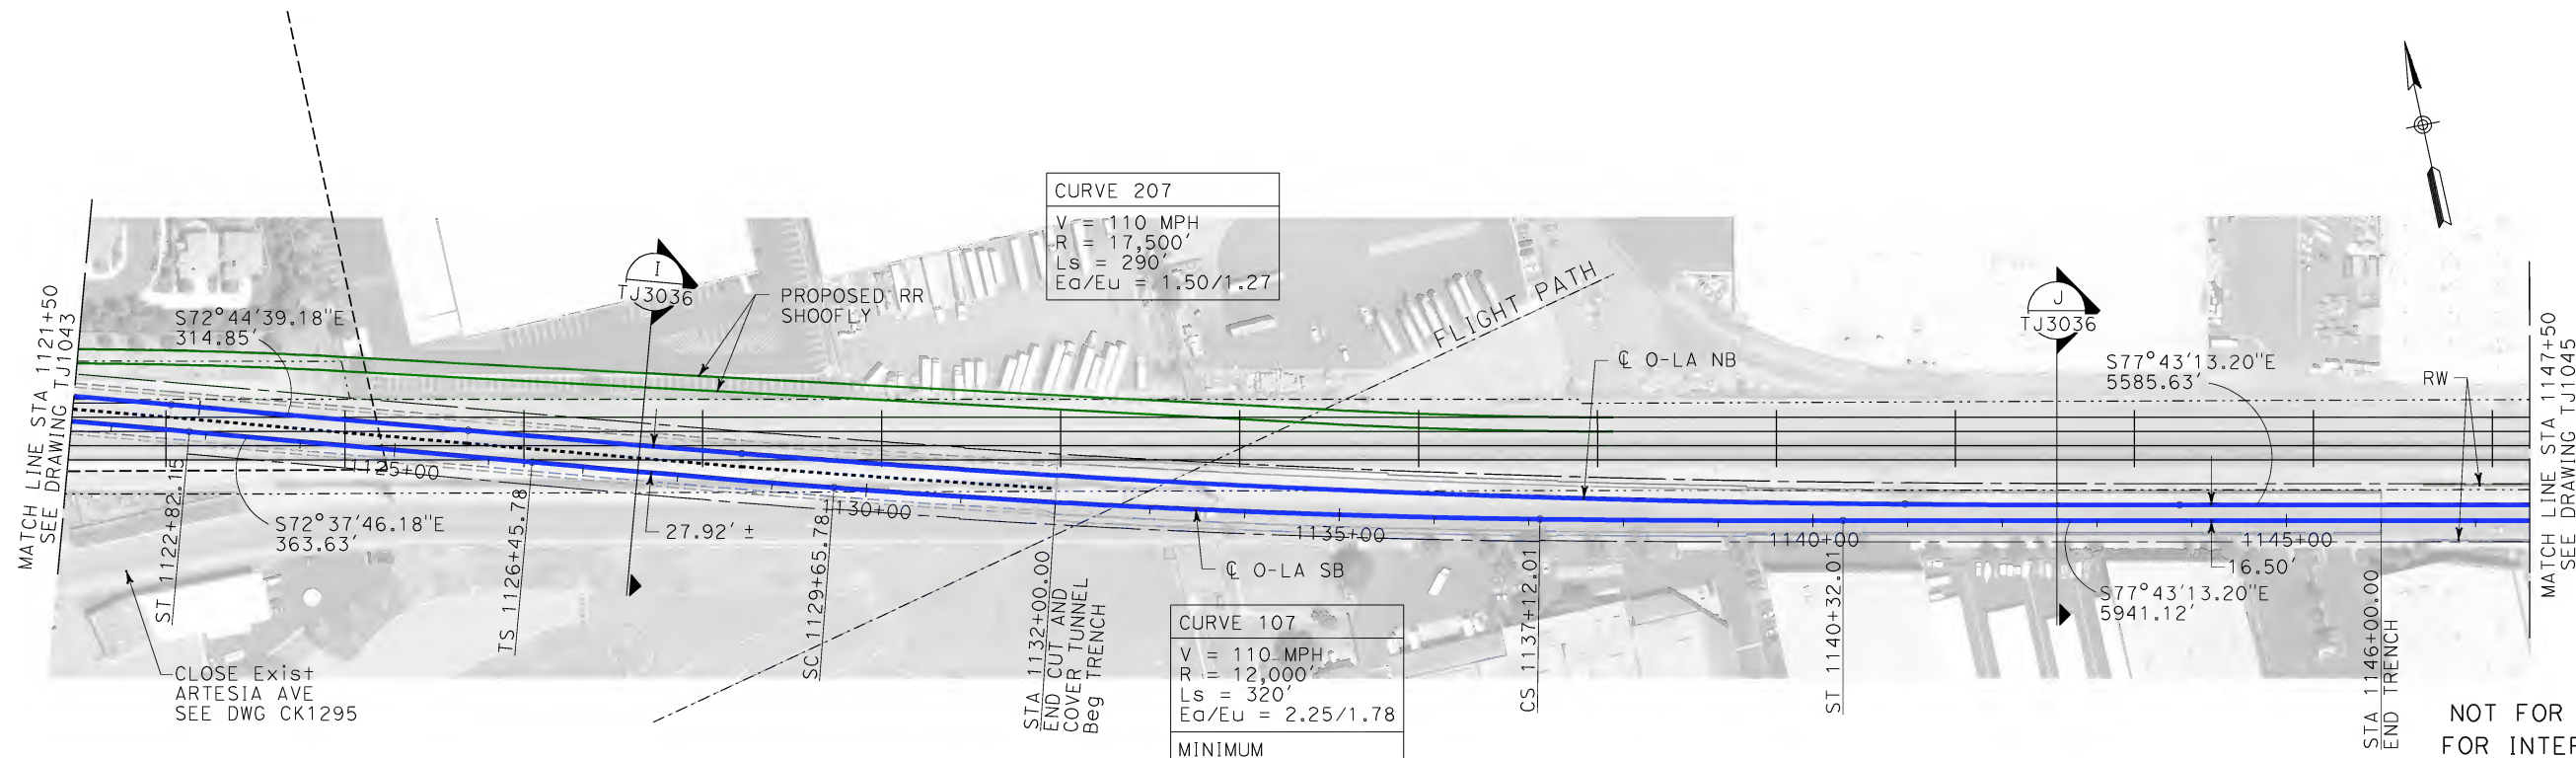 MATCH LINE STA 1121+50
SEE DRAWING TJ1043
S72°44'39.18"E
314.85'
I
TJ3036
PROPOSED RR
SHOOFLY
CURVE 207
V = 110 MPH
R = 17,500'
Ls = 290'
Ea/Eu = 1.50/1.27
FLIGHT PATH
℄ O-LA NB
J
TJ3036
S77°43'13.20"E
5585.63'
RW
MATCH LINE STA 1147+50
SEE DRAWING TJ1045
1125+00
1130+00
1135+00
1140+00
1145+00
ST 1122+82.15
S72°37'46.18"E
363.63'
TS 1126+45.78
27.92' ±
SC 1129+65.78
STA 1132+00.00
END CUT AND
COVER TUNNEL
Beg TRENCH
℄ O-LA SB
CURVE 107
V = 110 MPH
R = 12,000'
Ls = 320'
Ea/Eu = 2.25/1.78
MINIMUM
CS 1137+12.01
ST 1140+32.01
16.50'
S77°43'13.20"E
5941.12'
STA 1146+00.00
END TRENCH
CLOSE Exist
ARTESIA AVE
SEE DWG CK1295
NOT FOR
FOR INTER